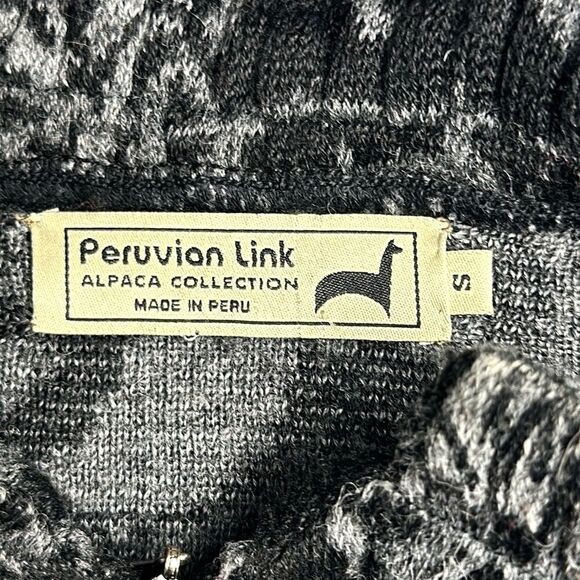 Peruvian Link
ALPACA COLLECTION
MADE IN PERU
S